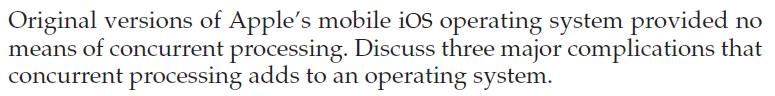 Original versions of Apple’s mobile iOS operating system provided no
means of concurrent processing. Discuss three major complications that
concurrent processing adds to an operating system.